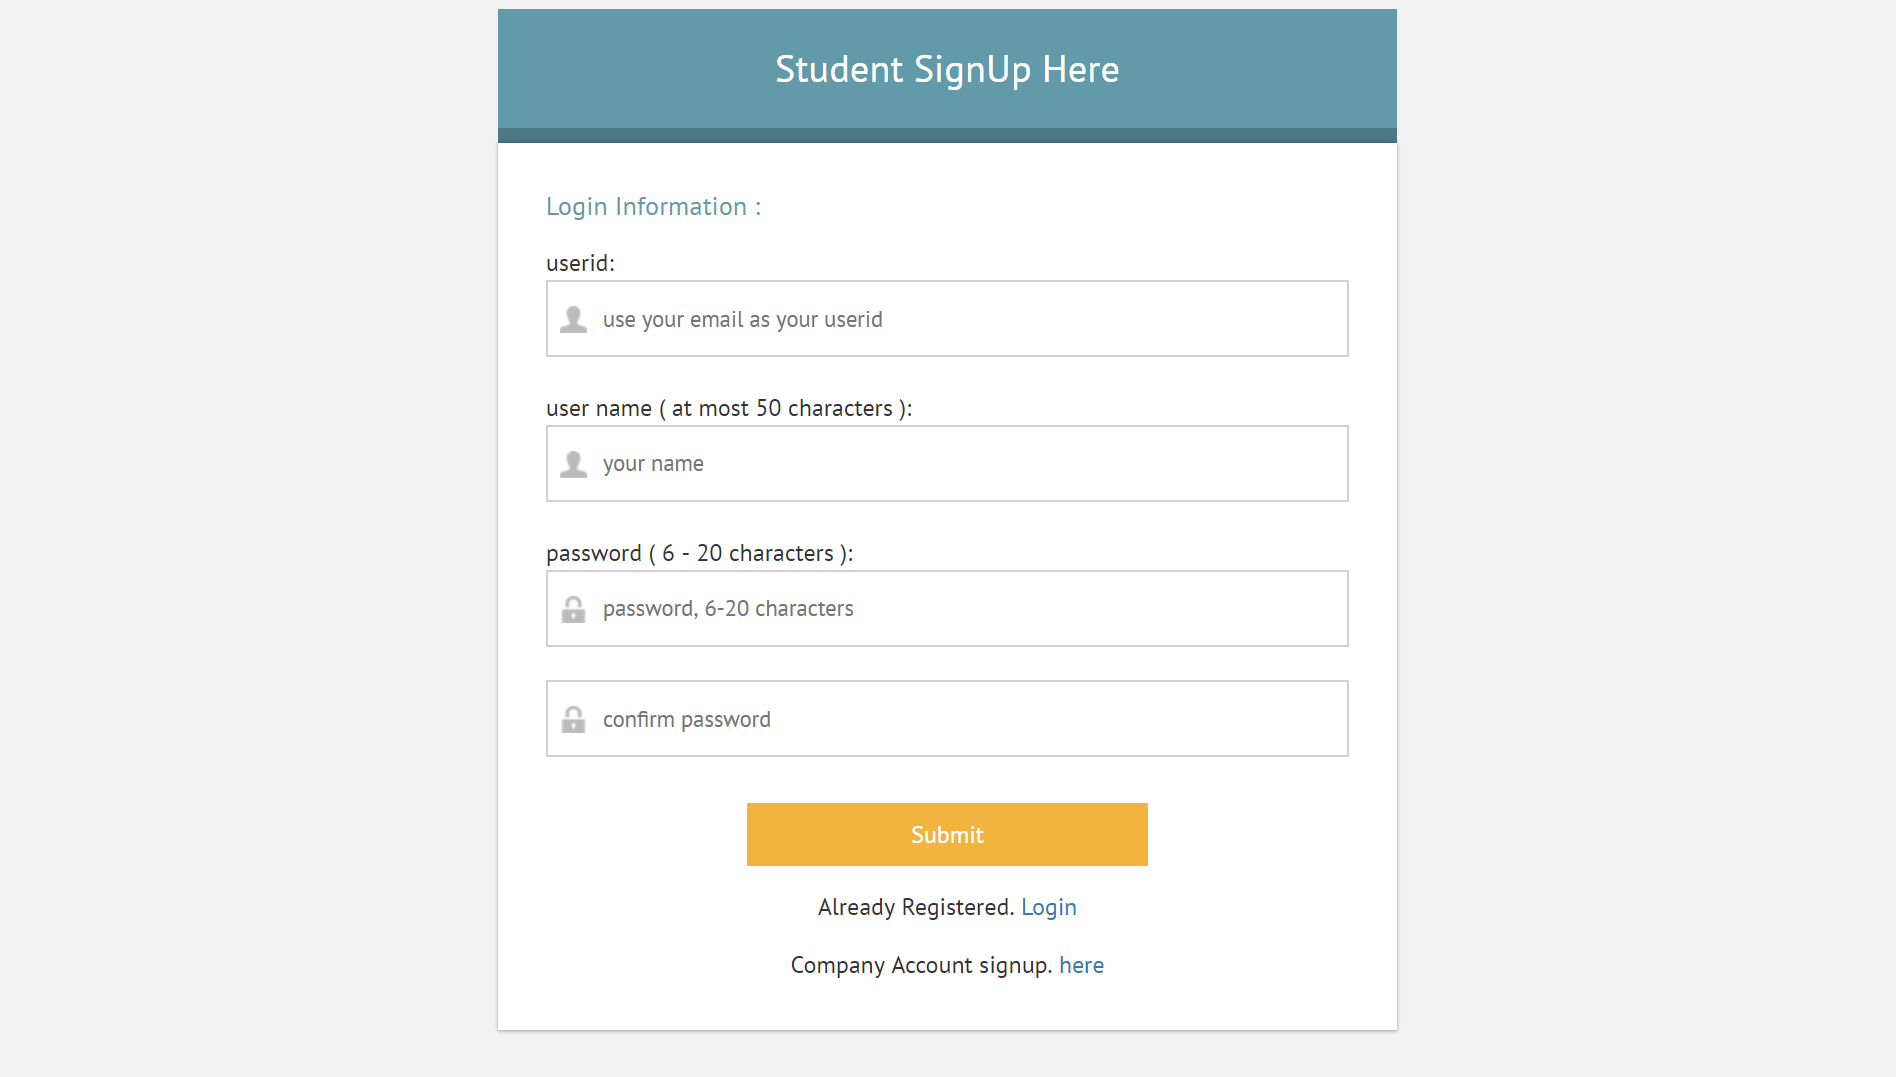 Student SignUp Here
Login Information :
userid:
use your email as your userid
user name ( at most 50 characters ):
your name
password ( 6 - 20 characters ):
password, 6-20 characters
confirm password
Submit
Already Registered. Login
Company Account signup. here